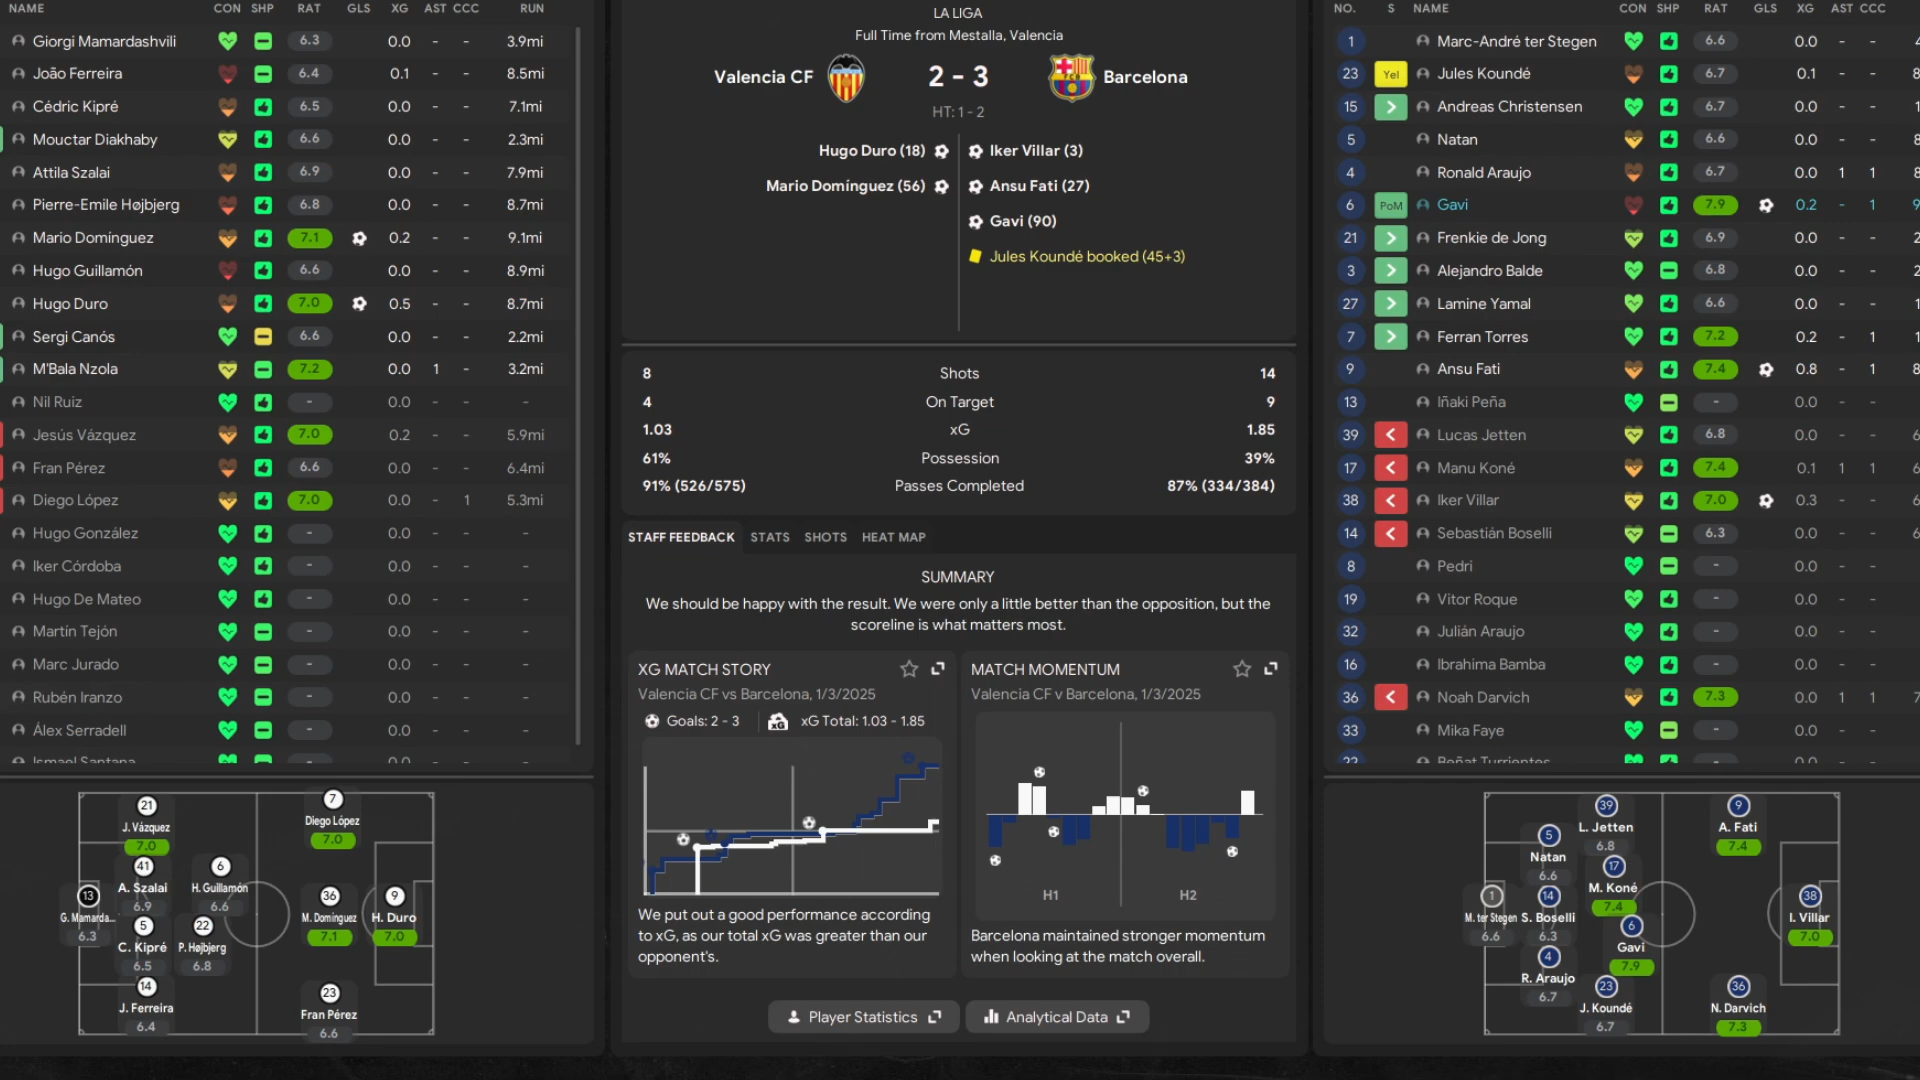 NAME CON SHP RAT GLS XG AST CCC RUN
Giorgi Mamardashvili 6.3 0.0 - - 3.9mi
João Ferreira 6.4 0.1 - - 8.5mi
Cédric Kipré 6.5 0.0 - - 7.1mi
Mouctar Diakhaby 6.6 0.0 - - 2.3mi
Attila Szalai 6.9 0.0 - - 7.9mi
Pierre-Emile Højbjerg 6.8 0.0 - - 8.7mi
Mario Domínguez 7.1 0.2 - - 9.1mi
Hugo Guillamón 6.6 0.0 - - 8.9mi
Hugo Duro 7.0 0.5 - - 8.7mi
Sergi Canós 6.6 0.0 - - 2.2mi
M'Bala Nzola 7.2 0.0 1 - 3.2mi
Nil Ruiz - 0.0 - - -
Jesús Vázquez 7.0 0.2 - - 5.9mi
Fran Pérez 6.6 0.0 - - 6.4mi
Diego López 7.0 0.0 - 1 5.3mi
Hugo González - 0.0 - - -
Iker Córdoba - 0.0 - - -
Hugo De Mateo - 0.0 - - -
Martín Tejón - 0.0 - - -
Marc Jurado - 0.0 - - -
Rubén Iranzo - 0.0 - - -
Álex Serradell - 0.0 - - -
Ismael Santana 0.0
21
J. Vázquez
7.0
7
Diego López
7.0
41
A. Szalai
6.9
6
H. Guillamón
6.6
13
G. Mamarda...
6.3
5
C. Kipré
6.5
22
P. Højbjerg
6.8
36
M. Domínguez
7.1
9
H. Duro
7.0
14
J. Ferreira
6.4
23
Fran Pérez
6.6
LA LIGA
Full Time from Mestalla, Valencia
Valencia CF 2 - 3 Barcelona
HT: 1 - 2
Hugo Duro (18) Iker Villar (3)
Mario Domínguez (56) Ansu Fati (27)
Gavi (90)
Jules Koundé booked (45+3)
8 Shots 14
4 On Target 9
1.03 xG 1.85
61% Possession 39%
91% (526/575) Passes Completed 87% (334/384)
STAFF FEEDBACK STATS SHOTS HEAT MAP
SUMMARY
We should be happy with the result. We were only a little better than the opposition, but the
scoreline is what matters most.
XG MATCH STORY
Valencia CF vs Barcelona, 1/3/2025
Goals: 2 - 3 xG xG Total: 1.03 - 1.85
We put out a good performance according
to xG, as our total xG was greater than our
opponent's.
MATCH MOMENTUM
Valencia CF v Barcelona, 1/3/2025
H1 H2
Barcelona maintained stronger momentum
when looking at the match overall.
Player Statistics Analytical Data
NO. S NAME CON SHP RAT GLS XG AST CCC
1 Marc-André ter Stegen 6.6 0.0 - -
23 Yel Jules Koundé 6.7 0.1 - - 8
15 Andreas Christensen 6.7 0.0 - - 1
5 Natan 6.6 0.0 - - 8
4 Ronald Araujo 6.7 0.0 1 1 8
6 PoM Gavi 7.9 0.2 - 1 9
21 Frenkie de Jong 6.9 0.0 - - 2
3 Alejandro Balde 6.8 0.0 - - 2
27 Lamine Yamal 6.6 0.0 - - 1
7 Ferran Torres 7.2 0.2 - 1 1
9 Ansu Fati 7.4 0.8 - 1 8
13 Iñaki Peña - 0.0 - -
39 Lucas Jetten 6.8 0.0 - - 6
17 Manu Koné 7.4 0.1 1 1 6
38 Iker Villar 7.0 0.3 - - 6
14 Sebastián Boselli 6.3 0.0 - - 6
8 Pedri - 0.0 - -
19 Vitor Roque - 0.0 - -
32 Julián Araujo - 0.0 - -
16 Ibrahima Bamba - 0.0 - -
36 Noah Darvich 7.3 0.0 1 1 7
33 Mika Faye - 0.0 - -
22 Beñat Turrientes 0.0
39
L. Jetten
6.8
9
A. Fati
7.4
5
Natan
6.6
17
M. Koné
7.4
1
M. ter Stegen
6.6
14
S. Boselli
6.3
38
I. Villar
7.0
6
Gavi
7.9
4
R. Araujo
6.7
23
J. Koundé
6.7
36
N. Darvich
7.3